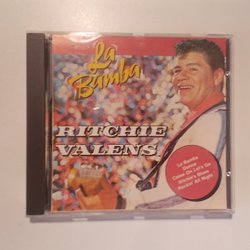 La
Bamba
RITCHIE
VALENS
La Bamba
Donna
Come On Let's Go
Ritchie's Blues
Rockin' All Night